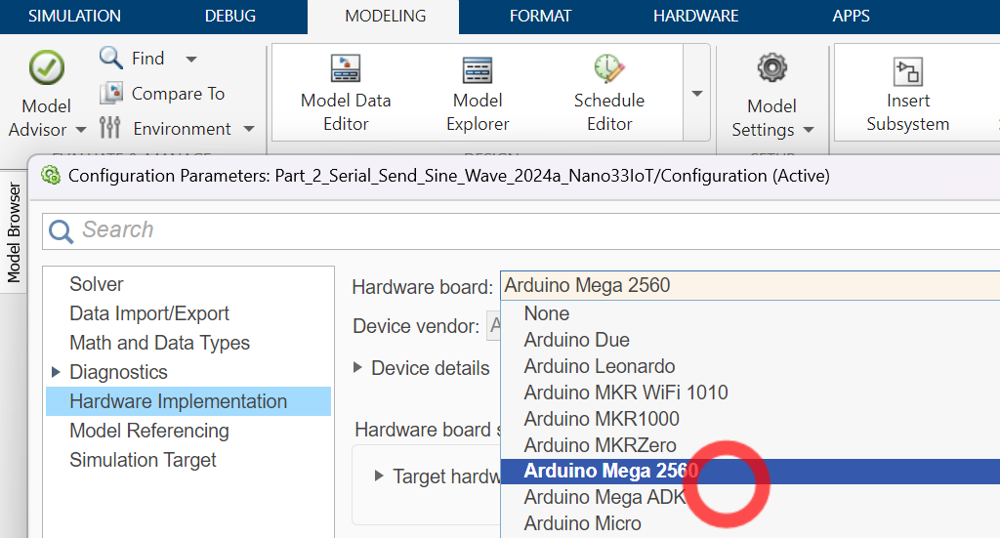 SIMULATION DEBUG MODELING FORMAT HARDWARE APPS
Find
Compare To
Environment
Model
Advisor
Model Data
Editor
Model
Explorer
Schedule
Editor
Model
Settings
Insert
Subsystem
EVALUATE & MANAGE DESIGN SETUP
Model Browser
Configuration Parameters: Part_2_Serial_Send_Sine_Wave_2024a_Nano33IoT/Configuration (Active)
Search
Solver
Data Import/Export
Math and Data Types
Diagnostics
Hardware Implementation
Model Referencing
Simulation Target
Hardware board: Arduino Mega 2560
Device vendor: A
Device details
Hardware board s
Target hardw
None
Arduino Due
Arduino Leonardo
Arduino MKR WiFi 1010
Arduino MKR1000
Arduino MKRZero
Arduino Mega 2560
Arduino Mega ADK
Arduino Micro